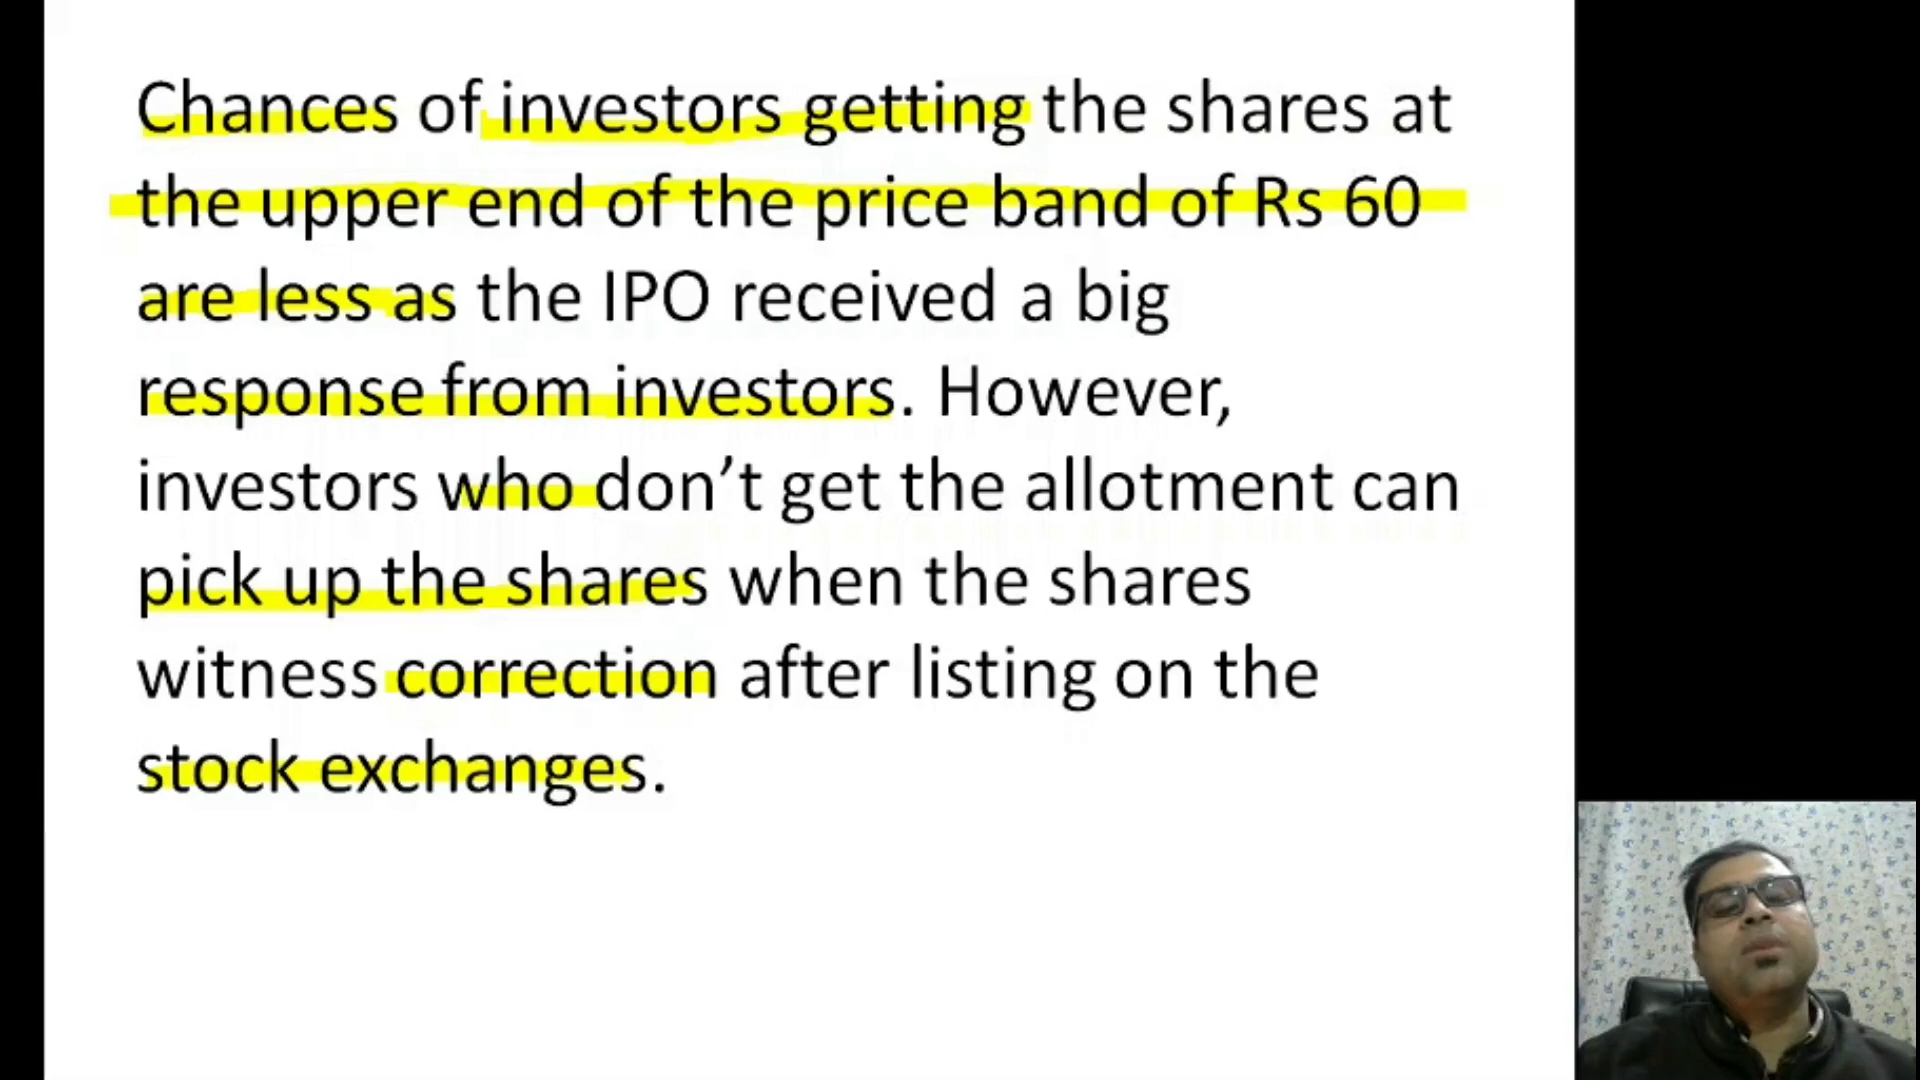 Chances of investors getting the shares at
the upper end of the price band of Rs 60
are less as the IPO received a big
response from investors. However,
investors who don’t get the allotment can
pick up the shares when the shares
witness correction after listing on the
stock exchanges.